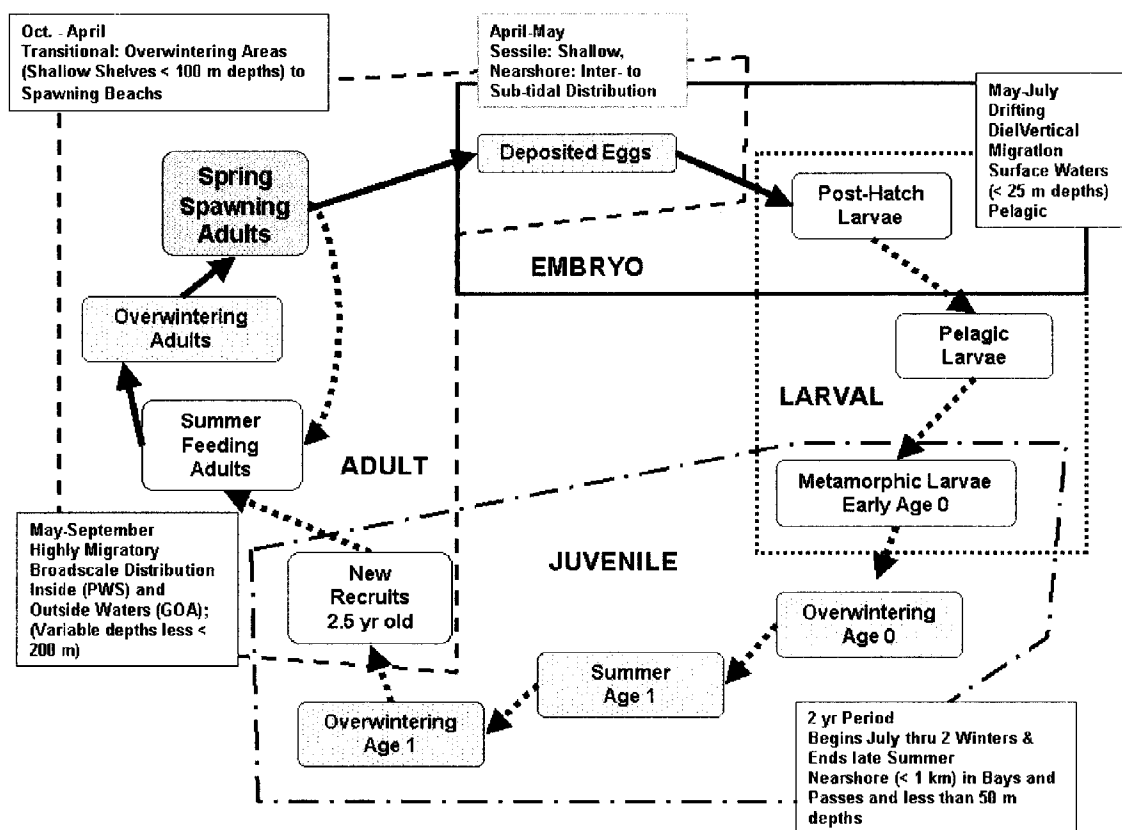 Oct. - April
Transitional: Overwintering Areas
(Shallow Shelves < 100 m depths) to
Spawning Beachs
April-May
Sessile: Shallow,
Nearshore: Inter- to
Sub-tidal Distribution
May-July
Drifting
DielVertical
Migration
Surface Waters
(< 25 m depths)
Pelagic
Deposited Eggs
Spring
Spawning
Adults
Post-Hatch
Larvae
EMBRYO
Overwintering
Adults
Pelagic
Larvae
LARVAL
Summer
Feeding
Adults
ADULT
Metamorphic Larvae
Early Age 0
May-September
Highly Migratory
Broadscale Distribution
Inside (PWS) and
Outside Waters (GOA);
(Variable depths less <
200 m)
JUVENILE
New
Recruits
2.5 yr old
Overwintering
Age 0
Summer
Age 1
Overwintering
Age 1
2 yr Period
Begins July thru 2 Winters &
Ends late Summer
Nearshore (< 1 km) in Bays and
Passes and less than 50 m
depths